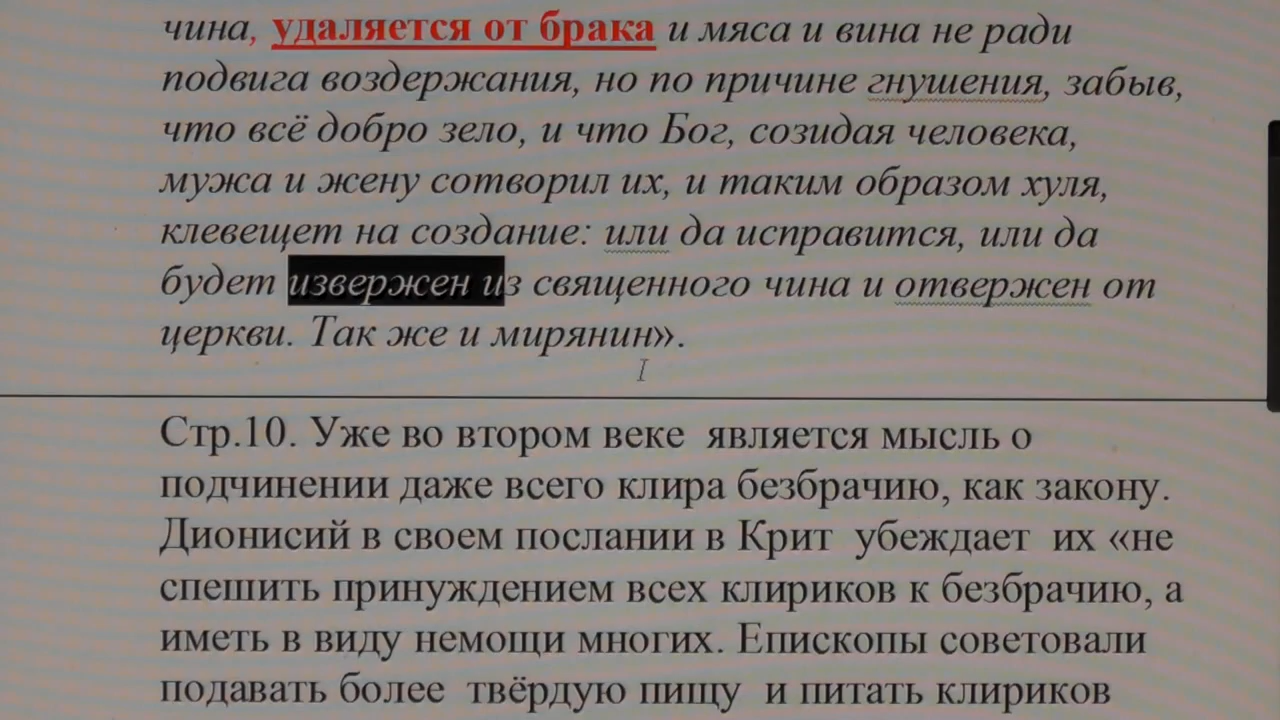 чина, удаляется от брака и мяса и вина не ради
подвига воздержания, но по причине гнушения, забыв,
что всё добро зело, и что Бог, созидая человека,
мужа и жену сотворил их, и таким образом хуля,
клевещет на создание: или да исправится, или да
будет извержен из священного чина и отвержен от
церкви. Так же и мирянин».
Стр.10. Уже во втором веке является мысль о
подчинении даже всего клира безбрачию, как закону.
Дионисий в своем послании в Крит убеждает их «не
спешить принуждением всех клириков к безбрачию, а
иметь в виду немощи многих. Епископы советовали
подавать более твёрдую пищу и питать клириков